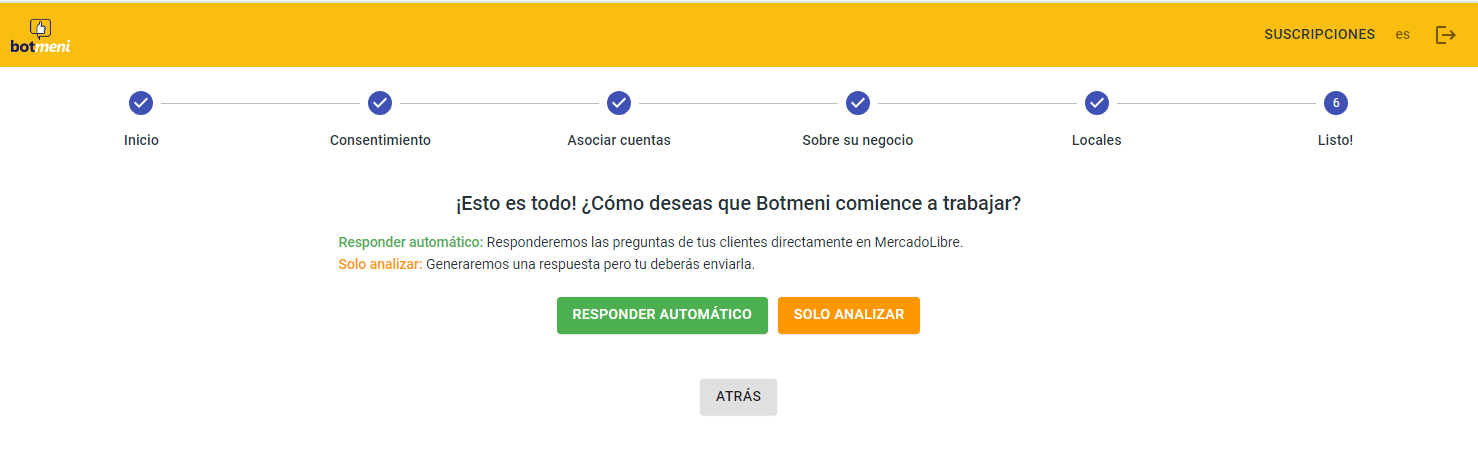 botmeni
SUSCRIPCIONES es
6
Inicio Consentimiento Asociar cuentas Sobre su negocio Locales Listo!
¡Esto es todo! ¿Cómo deseas que Botmeni comience a trabajar?
Responder automático: Responderemos las preguntas de tus clientes directamente en MercadoLibre.
Solo analizar: Generaremos una respuesta pero tu deberás enviarla.
RESPONDER AUTOMÁTICO SOLO ANALIZAR
ATRÁS